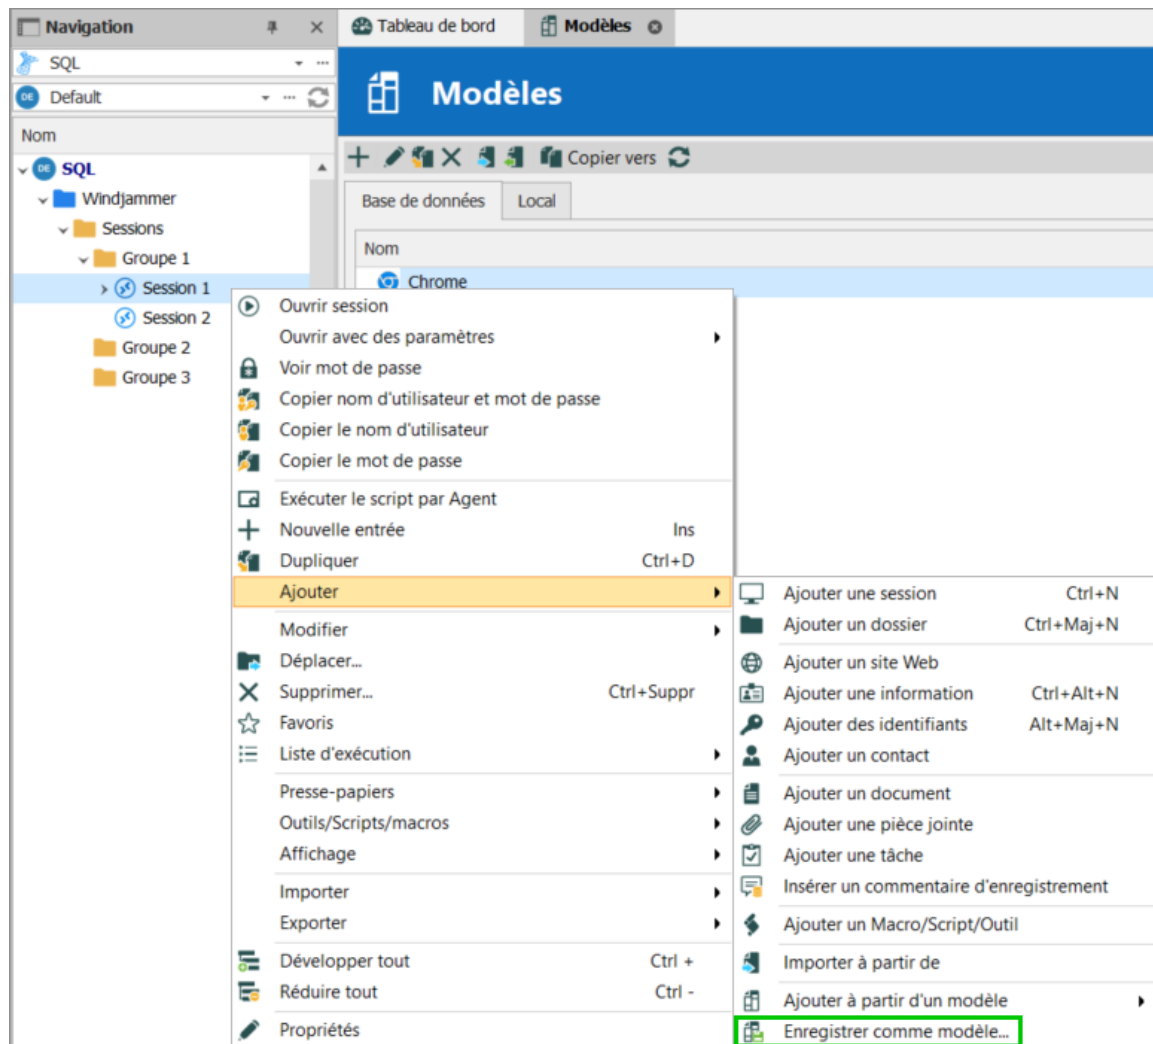 Navigation
Tableau de bord
Modèles
SQL
DE Default
Modèles
Nom
Copier vers
DE SQL
Windjammer
Sessions
Groupe 1
Session 1
Session 2
Groupe 2
Groupe 3
Base de données
Local
Nom
Chrome
Ouvrir session
Ouvrir avec des paramètres
Voir mot de passe
Copier nom d'utilisateur et mot de passe
Copier le nom d'utilisateur
Copier le mot de passe
Exécuter le script par Agent
Nouvelle entrée Ins
Dupliquer Ctrl+D
Ajouter
Modifier
Déplacer...
Supprimer... Ctrl+Suppr
Favoris
Liste d'exécution
Presse-papiers
Outils/Scripts/macros
Affichage
Importer
Exporter
Développer tout Ctrl +
Réduire tout Ctrl -
Propriétés
Ajouter une session Ctrl+N
Ajouter un dossier Ctrl+Maj+N
Ajouter un site Web
Ajouter une information Ctrl+Alt+N
Ajouter des identifiants Alt+Maj+N
Ajouter un contact
Ajouter un document
Ajouter une pièce jointe
Ajouter une tâche
Insérer un commentaire d'enregistrement
Ajouter un Macro/Script/Outil
Importer à partir de
Ajouter à partir d'un modèle
Enregistrer comme modèle...